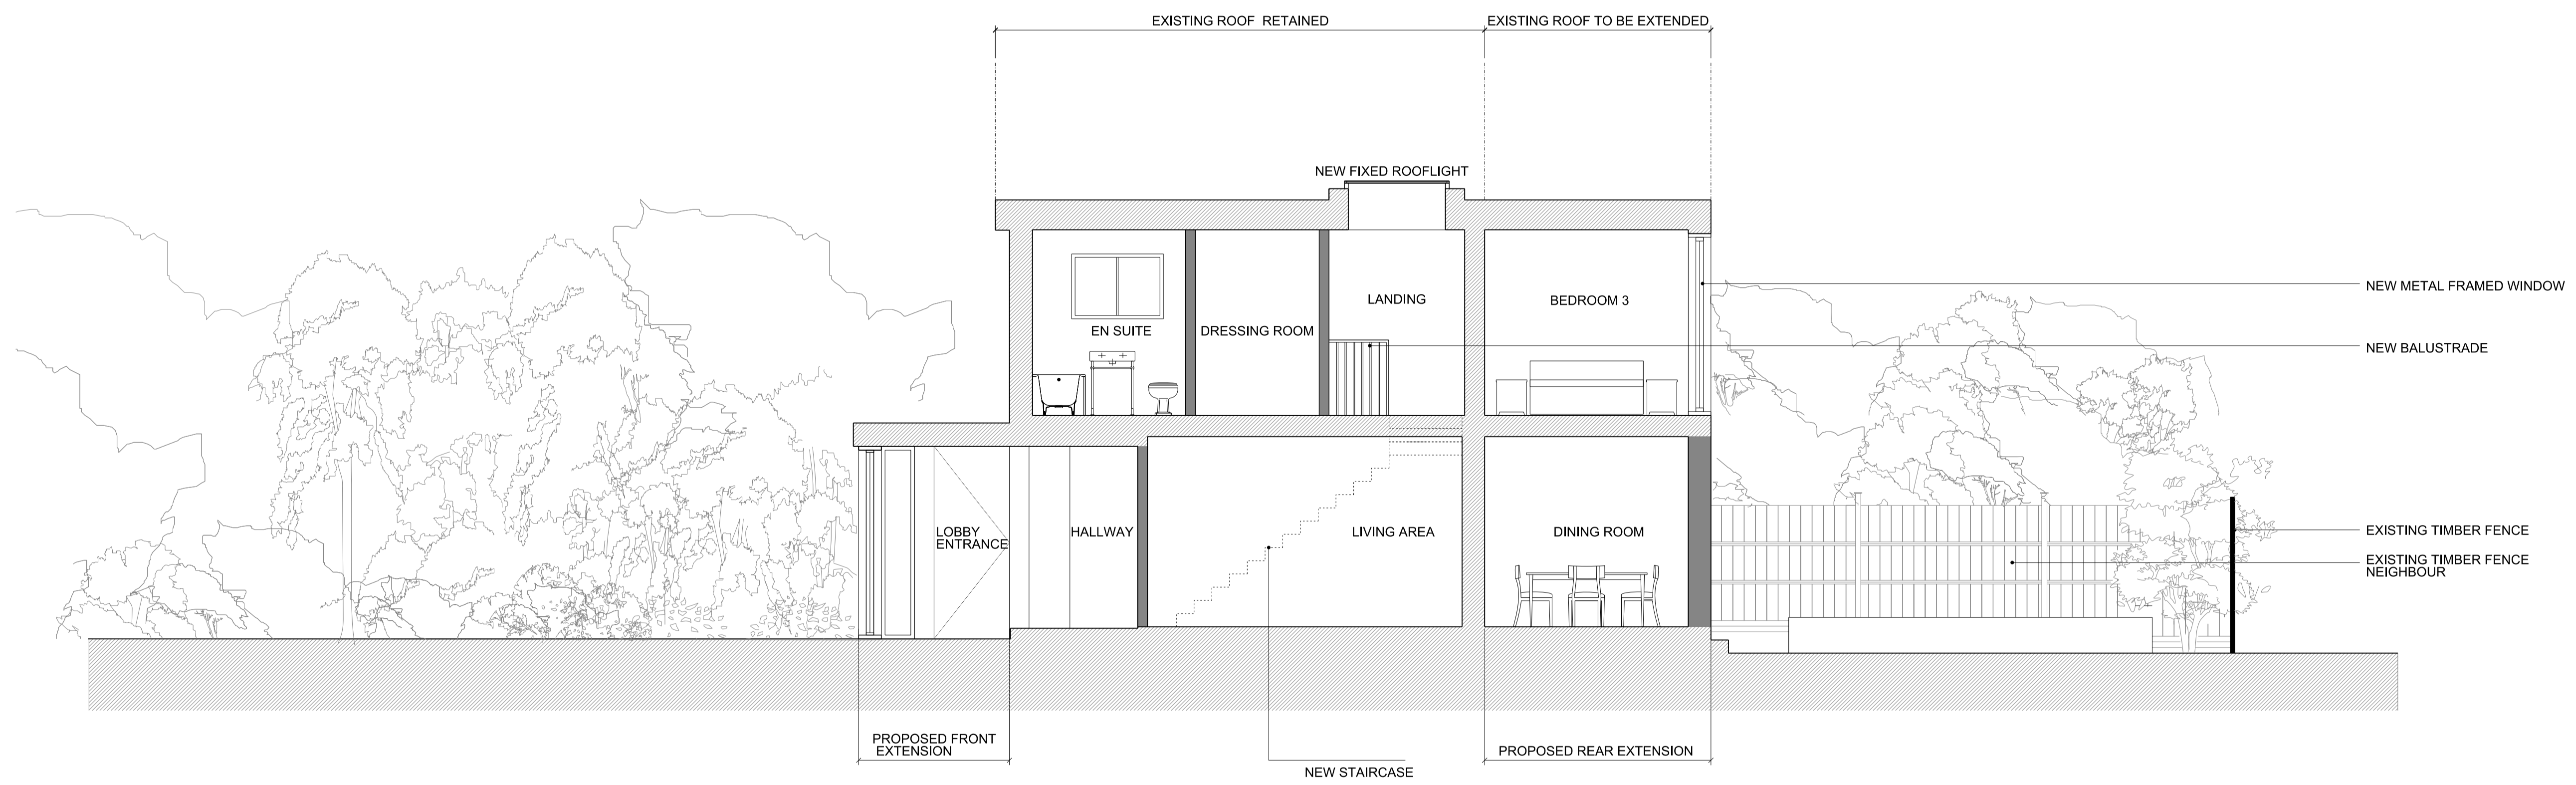 EXISTING ROOF RETAINED
EXISTING ROOF TO BE EXTENDED
NEW FIXED ROOFLIGHT
NEW METAL FRAMED WINDOW
LANDING
BEDROOM 3
EN SUITE
DRESSING ROOM
NEW BALUSTRADE
LOBBY
ENTRANCE
HALLWAY
LIVING AREA
DINING ROOM
EXISTING TIMBER FENCE
EXISTING TIMBER FENCE
NEIGHBOUR
PROPOSED FRONT
EXTENSION
PROPOSED REAR EXTENSION
NEW STAIRCASE